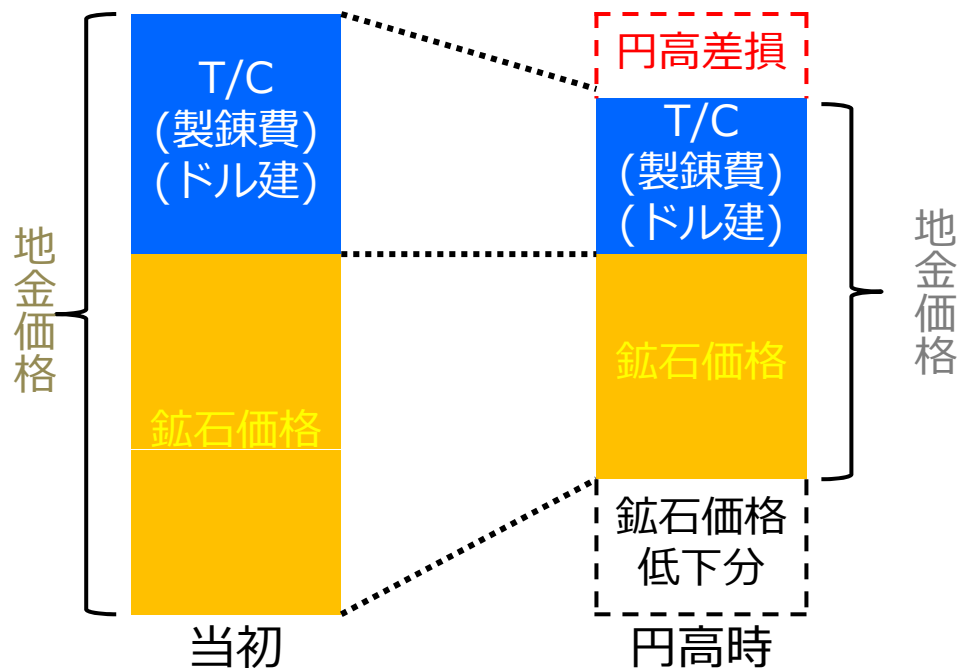 地金価格
T/C
(製錬費)
(ドル建)
鉱石価格
当初
円高差損
T/C
(製錬費)
(ドル建)
鉱石価格
鉱石価格
低下分
円高時
地金価格